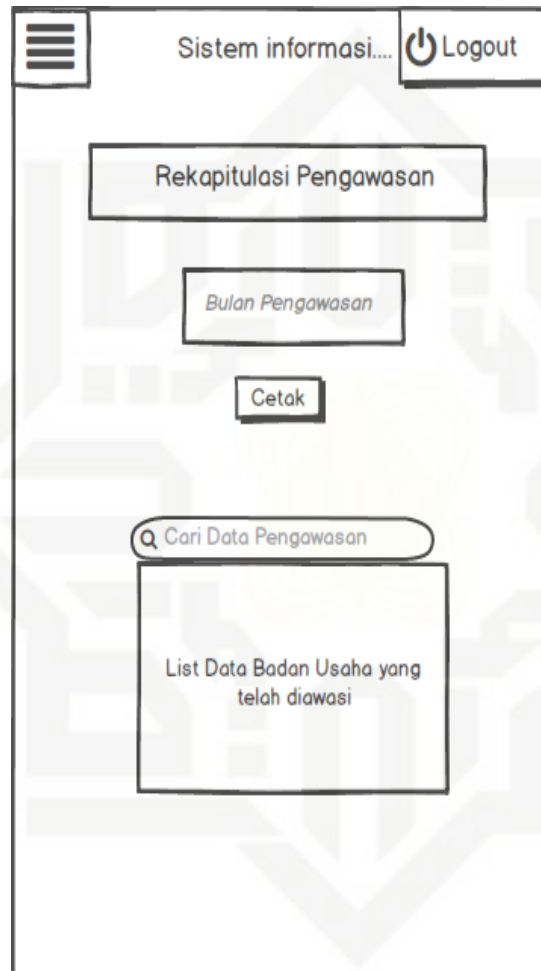 Sistem informasi....
Logout
Rekapitulasi Pengawasan
Bulan Pengawasan
Cetak
Cari Data Pengawasan
List Data Badan Usaha yang
telah diawasi